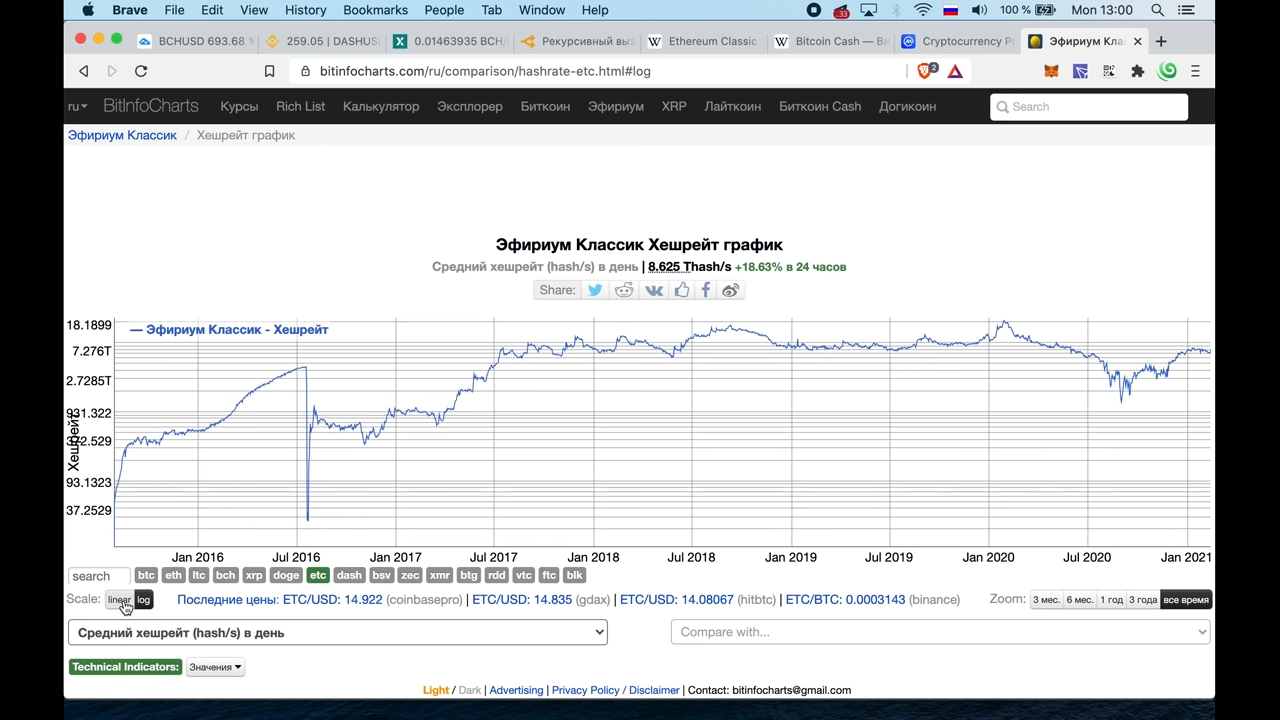 Brave File Edit View History Bookmarks People Tab Window Help 100 % Mon 13:00
BCHUSD 693.68 259.05 | DASHUS 0.01463935 BCH/ Рекурсивный выз Ethereum Classic Bitcoin Cash — Ви Cryptocurrency Pr Эфириум Кла
bitinfocharts.com/ru/comparison/hashrate-etc.html#log 2
ru BitInfoCharts Курсы Rich List Калькулятор Эксплорер Биткоин Эфириум XRP Лайткоин Биткоин Cash Догикоин Search
Эфириум Классик / Хешрейт график
Эфириум Классик Хешрейт график
Средний хешрейт (hash/s) в день | 8.625 Thash/s +18.63% в 24 часов
Share:
— Эфириум Классик - Хешрейт
18.1899
7.276T
2.7285T
931.322
372.529
93.1323
37.2529
Хешрейт
Jan 2016 Jul 2016 Jan 2017 Jul 2017 Jan 2018 Jul 2018 Jan 2019 Jul 2019 Jan 2020 Jul 2020 Jan 2021
search btc eth ltc bch xrp doge etc dash bsv zec xmr btg rdd vtc ftc blk
Scale: linear log Последние цены: ETC/USD: 14.922 (coinbasepro) | ETC/USD: 14.835 (gdax) | ETC/USD: 14.08067 (hitbtc) | ETC/BTC: 0.0003143 (binance) Zoom: 3 мес. 6 мес. 1 год 3 года все время
Средний хешрейт (hash/s) в день Compare with...
Technical Indicators: Значения
Light / Dark | Advertising | Privacy Policy / Disclaimer | Contact: bitinfocharts@gmail.com